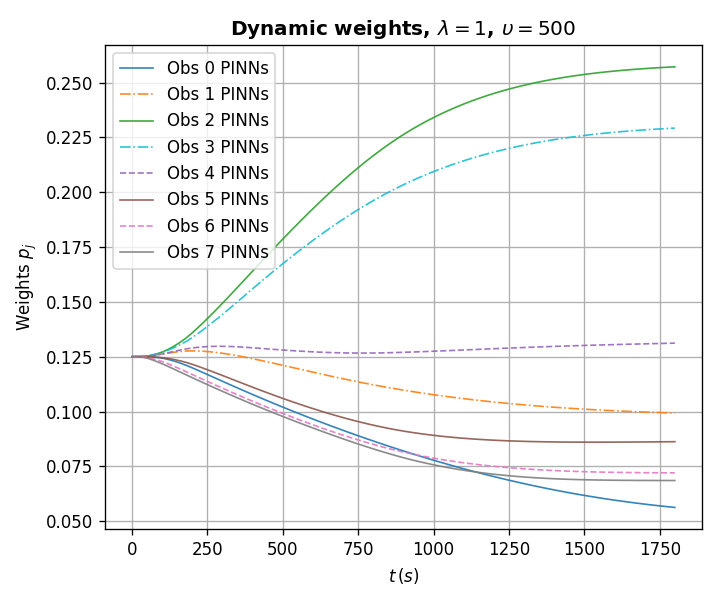 Dynamic weights, λ = 1, υ = 500
Obs 0 PINNs
Obs 1 PINNs
Obs 2 PINNs
Obs 3 PINNs
Obs 4 PINNs
Obs 5 PINNs
Obs 6 PINNs
Obs 7 PINNs
Weights pⱼ
0.250
0.225
0.200
0.175
0.150
0.125
0.100
0.075
0.050
0 250 500 750 1000 1250 1500 1750
t (s)